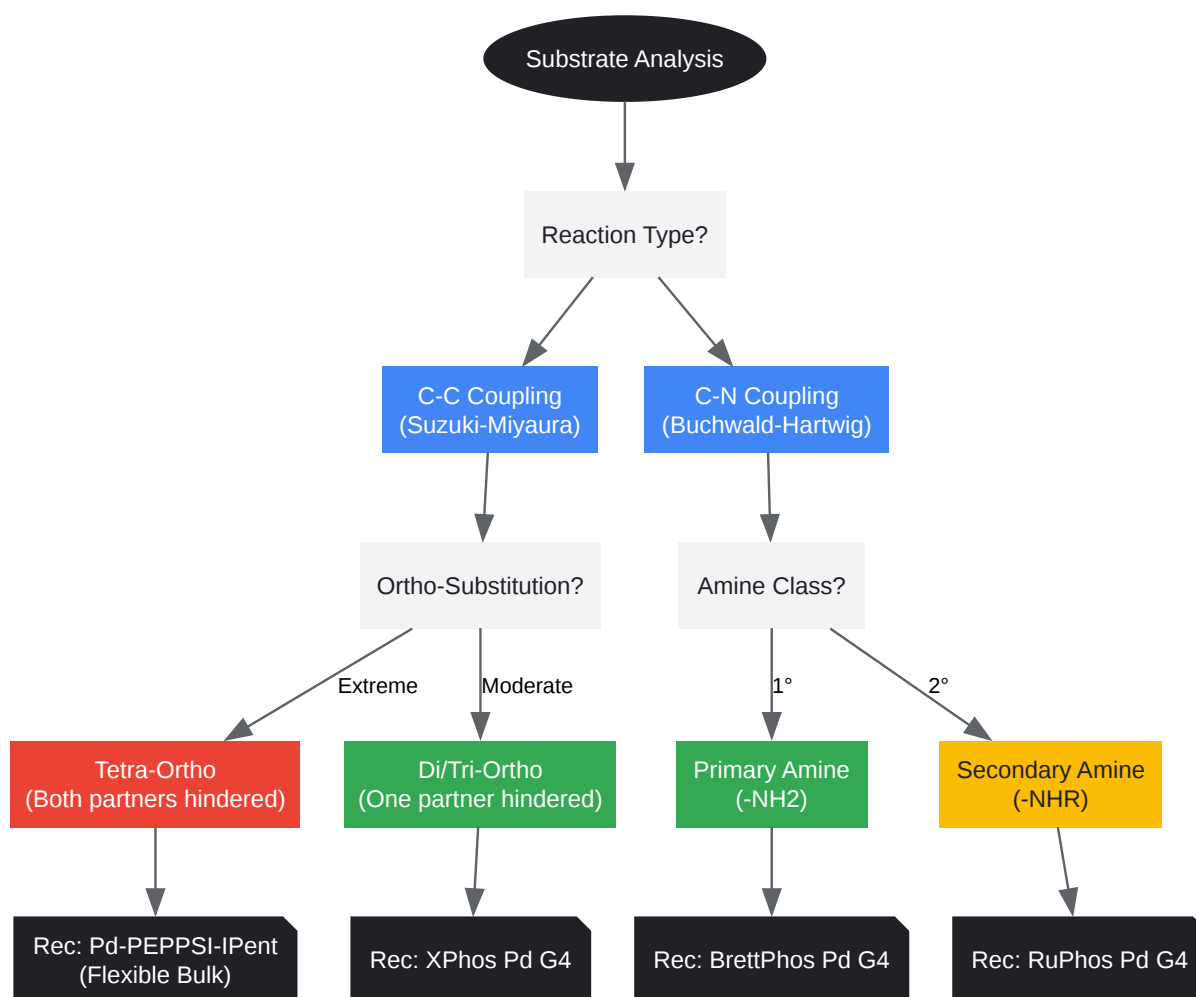 Substrate Analysis
Reaction Type?
C-C Coupling
(Suzuki-Miyaura)
C-N Coupling
(Buchwald-Hartwig)
Ortho-Substitution?
Amine Class?
Extreme
Moderate
1°
2°
Tetra-Ortho
(Both partners hindered)
Di/Tri-Ortho
(One partner hindered)
Primary Amine
(-NH2)
Secondary Amine
(-NHR)
Rec: Pd-PEPPSI-IPent
(Flexible Bulk)
Rec: XPhos Pd G4
Rec: BrettPhos Pd G4
Rec: RuPhos Pd G4